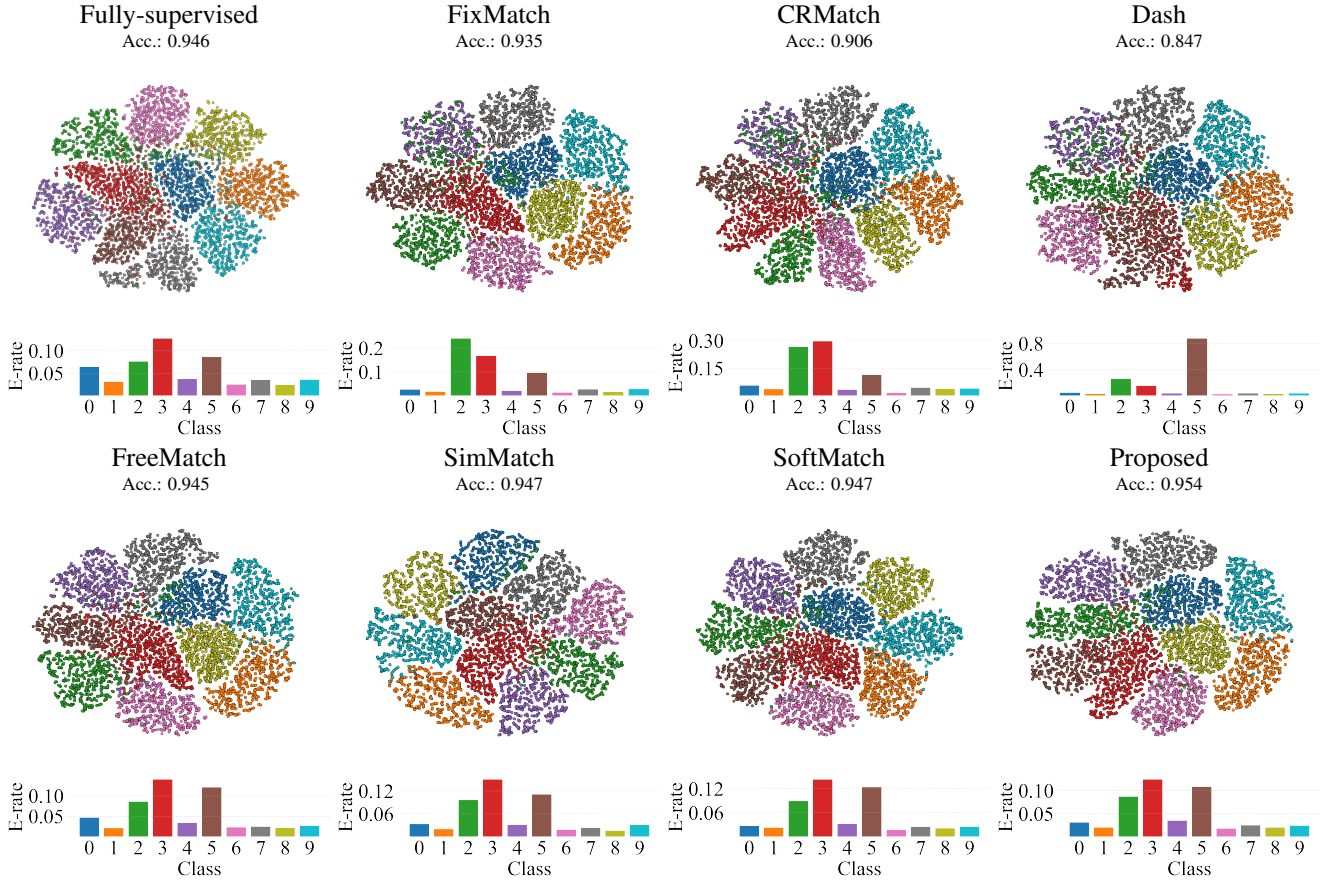 Fully-supervised
Acc.: 0.946
FixMatch
Acc.: 0.935
CRMatch
Acc.: 0.906
Dash
Acc.: 0.847
E-rate
0.10
0.05
0 1 2 3 4 5 6 7 8 9
Class
E-rate
0.2
0.1
0 1 2 3 4 5 6 7 8 9
Class
E-rate
0.30
0.15
0 1 2 3 4 5 6 7 8 9
Class
E-rate
0.8
0.4
0 1 2 3 4 5 6 7 8 9
Class
FreeMatch
Acc.: 0.945
SimMatch
Acc.: 0.947
SoftMatch
Acc.: 0.947
Proposed
Acc.: 0.954
E-rate
0.10
0.05
0 1 2 3 4 5 6 7 8 9
Class
E-rate
0.12
0.06
0 1 2 3 4 5 6 7 8 9
Class
E-rate
0.12
0.06
0 1 2 3 4 5 6 7 8 9
Class
E-rate
0.10
0.05
0 1 2 3 4 5 6 7 8 9
Class